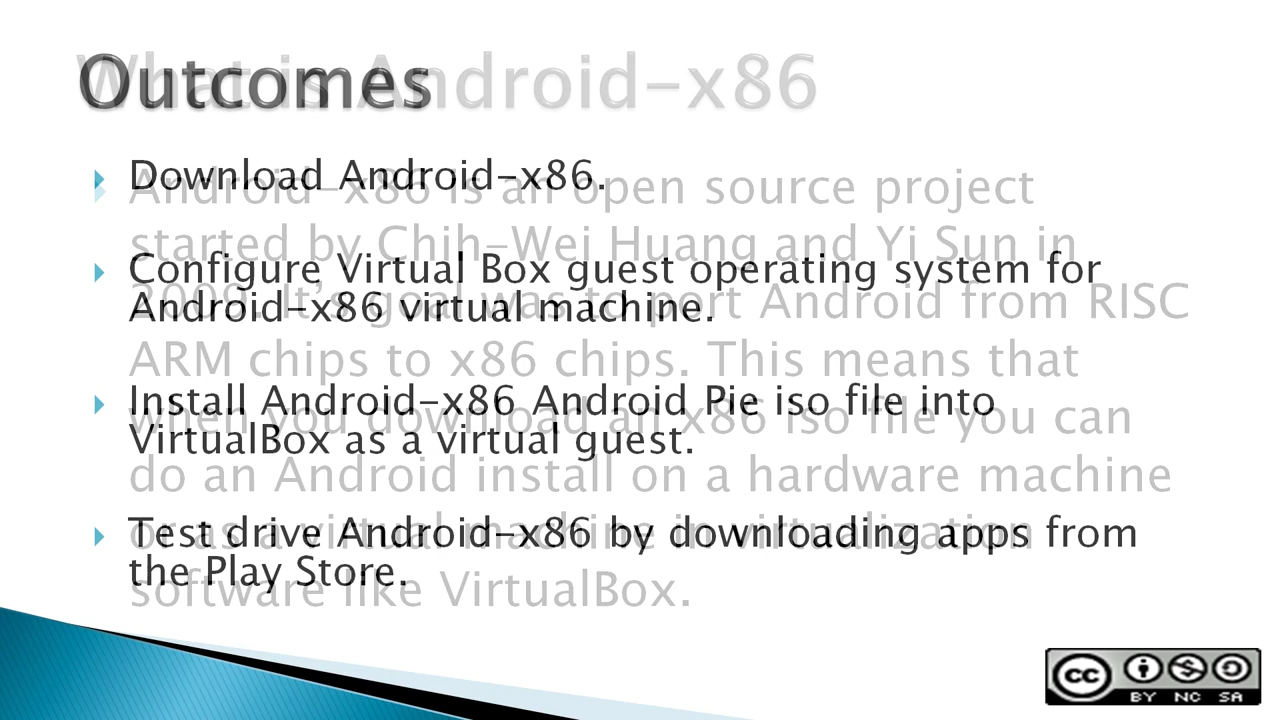 Outcomes
Download Android-x86.
Configure Virtual Box guest operating system for
Android-x86 virtual machine.
Install Android-x86 Android Pie iso file into
VirtualBox as a virtual guest.
Test drive Android-x86 by downloading apps from
the Play Store.
What is Android-x86
Android-x86 is an open source project
started by Chih-Wei Huang and Yi Sun in
2009. It's goal was to port Android from RISC
ARM chips to x86 chips. This means that
when you download an x86 iso file you can
do an Android install on a hardware machine
or as a virtual machine in virtualization
software like VirtualBox.
cc
BY NC SA